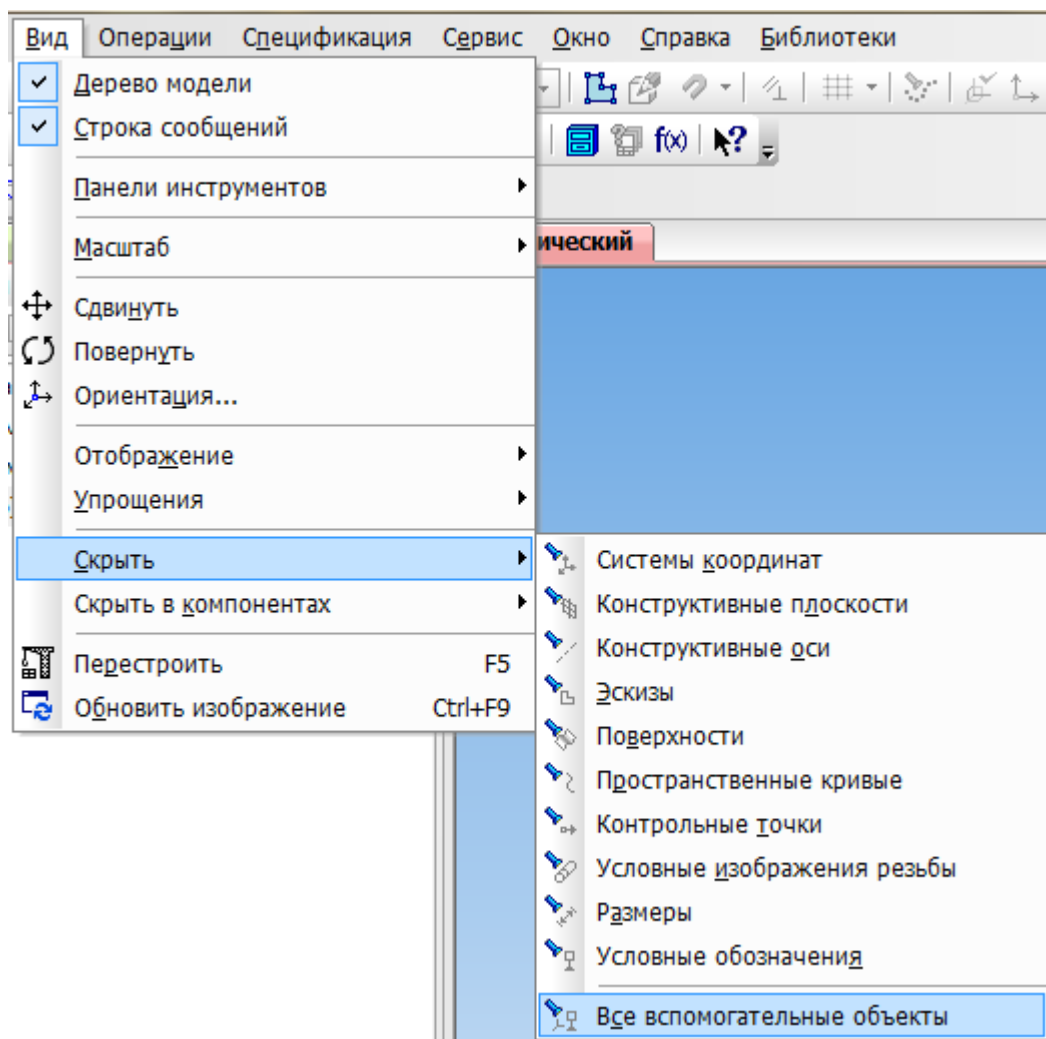 Вид Операции Спецификация Сервис Окно Справка Библиотеки
Дерево модели
Строка сообщений
f(x) ?
Панели инструментов
Масштаб
ический
Сдвинуть
Повернуть
Ориентация...
Отображение
Упрощения
Скрыть
Скрыть в компонентах
Перестроить F5
Обновить изображение Ctrl+F9
Системы координат
Конструктивные плоскости
Конструктивные оси
Эскизы
Поверхности
Пространственные кривые
Контрольные точки
Условные изображения резьбы
Размеры
Условные обозначения
Все вспомогательные объекты